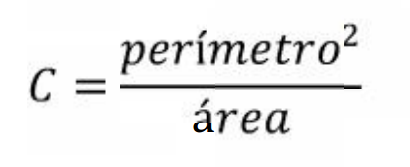 C = perímetro²
área